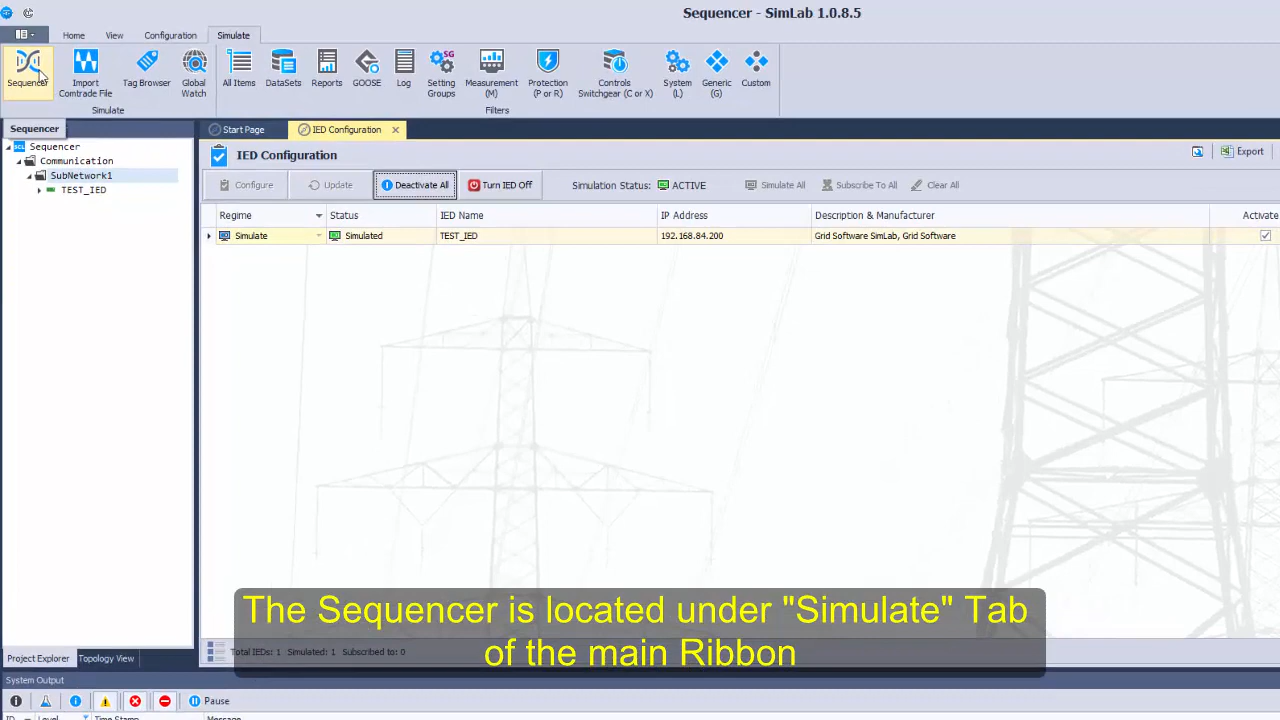 Sequencer - SimLab 1.0.8.5
Home View Configuration Simulate
Sequencer
Import Comtrade File
Tag Browser
Global Watch
All Items
DataSets
Reports
GOOSE
Log
Setting Groups
Measurement (M)
Protection (P or R)
Controls Switchgear (C or X)
System (L)
Generic (G)
Custom
Simulate
Filters
Sequencer
Start Page
IED Configuration
Sequencer
Communication
SubNetwork1
TEST_IED
IED Configuration
Export
Configure Update Deactivate All Turn IED Off Simulation Status: ACTIVE Simulate All Subscribe To All Clear All
Regime Status IED Name IP Address Description & Manufacturer Activate
Simulate Simulated TEST_IED 192.168.84.200 Grid Software SimLab, Grid Software
The Sequencer is located under "Simulate" Tab
of the main Ribbon
Total IEDs: 1 Simulated: 1 Subscribed to: 0
Project Explorer Topology View
System Output
Pause
ID Level Time Stamp Message